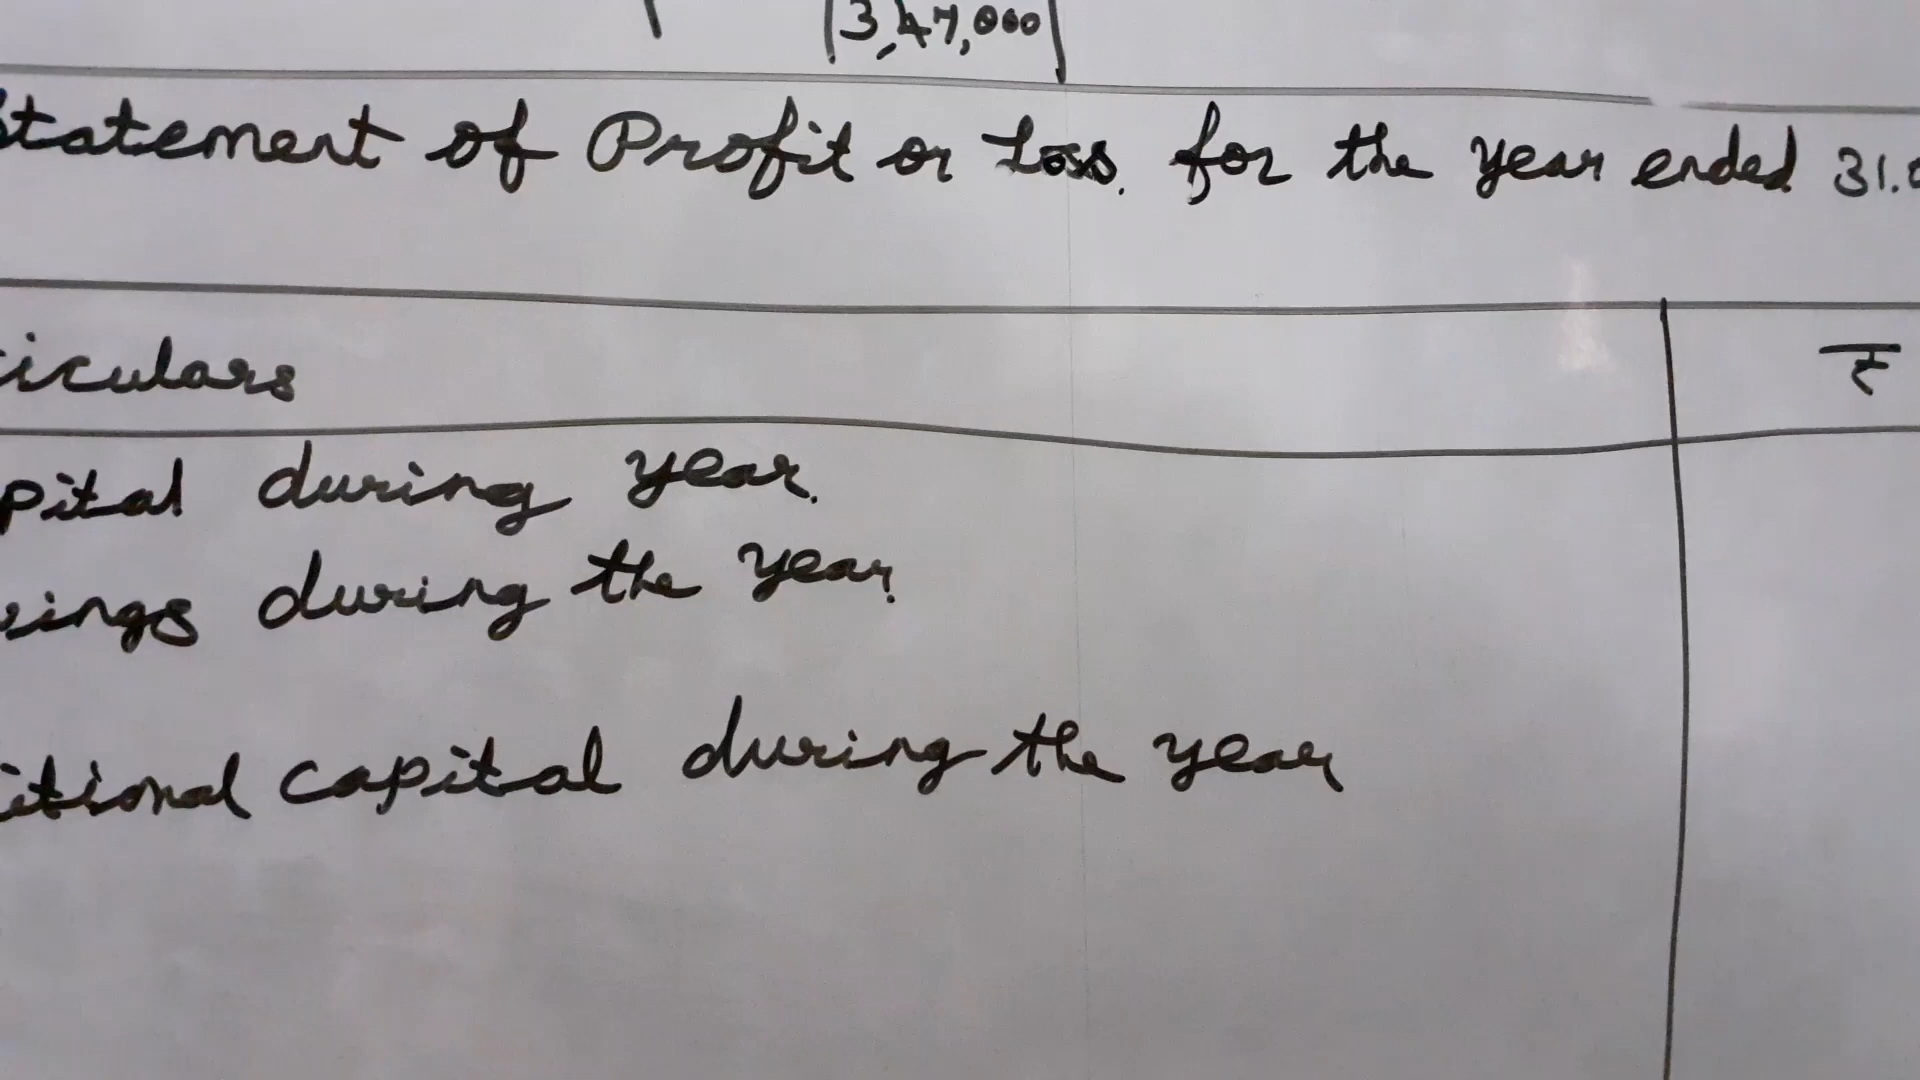 3,47,000
Statement of Profit or Loss. for the year ended 31.
iculars ₹
pital during year.
ings during the year.
itional capital during the year